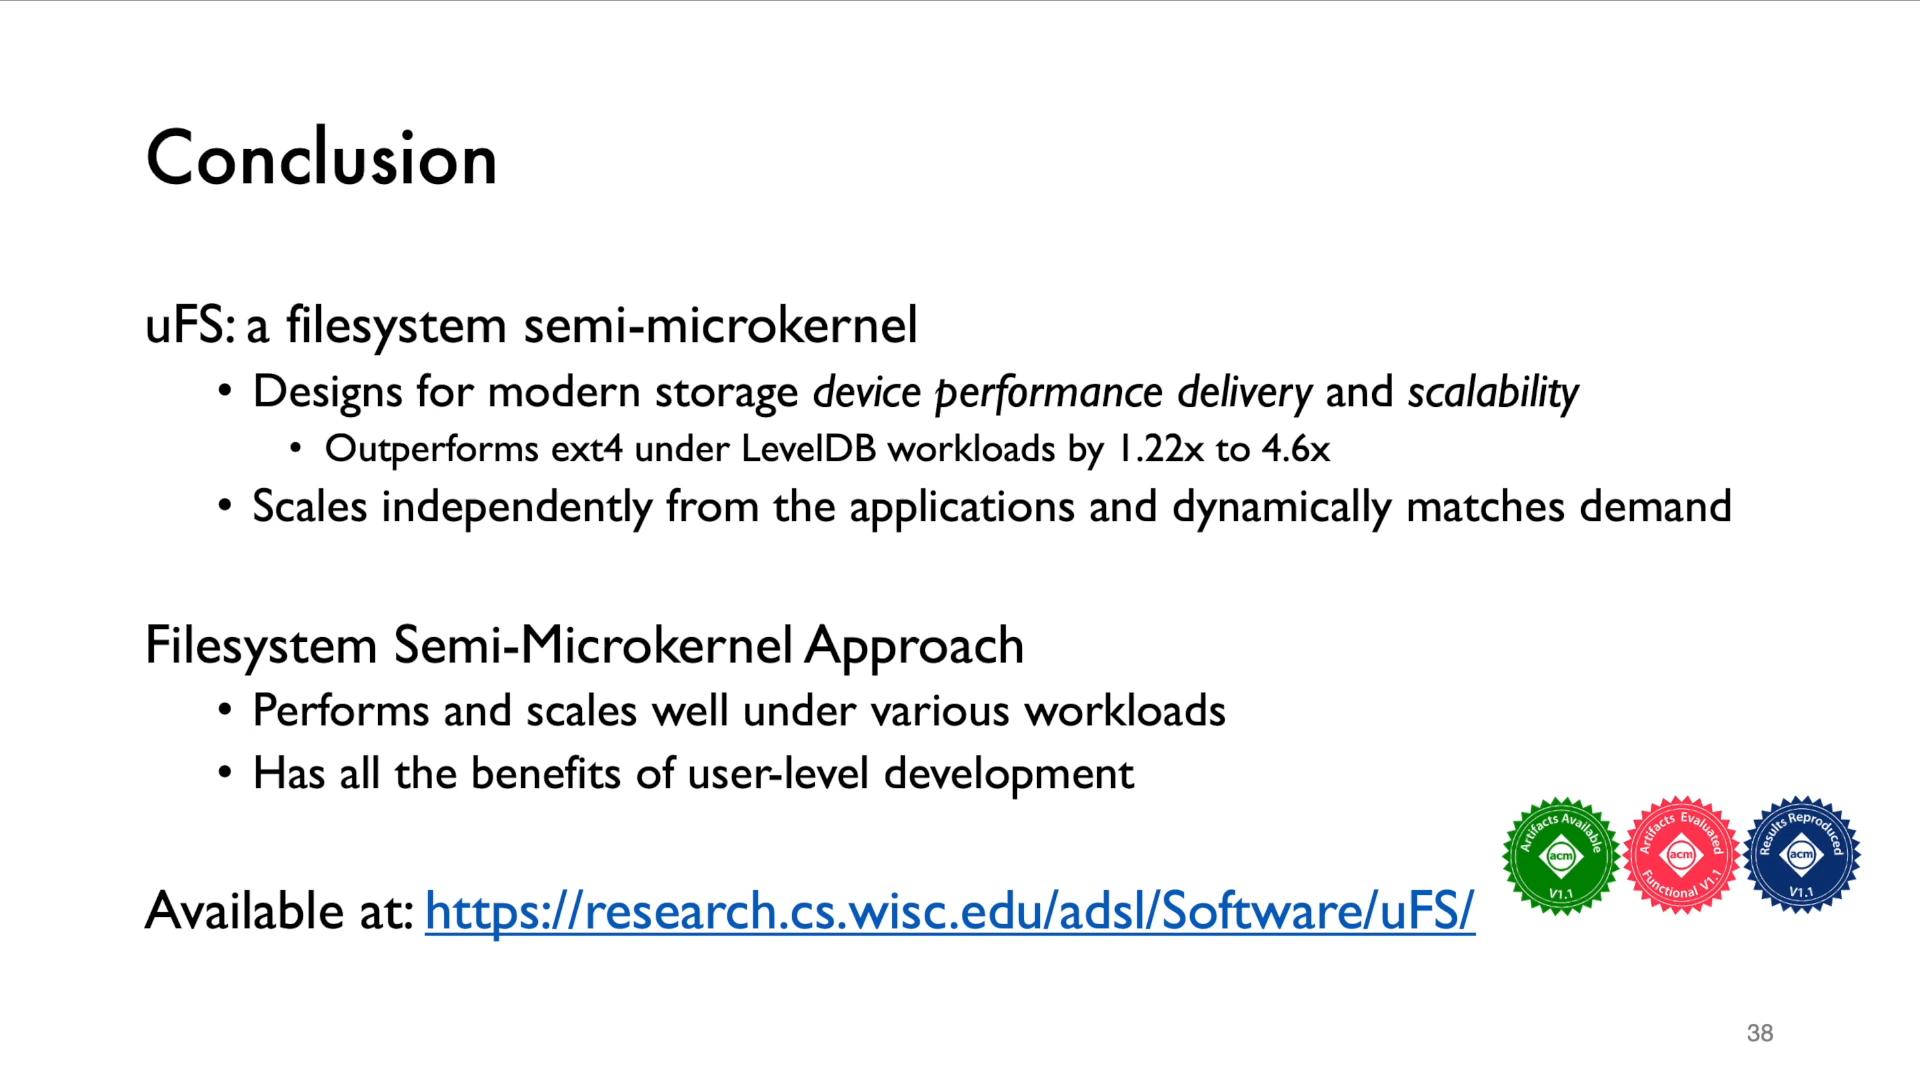 Conclusion
uFS: a filesystem semi-microkernel
• Designs for modern storage device performance delivery and scalability
• Outperforms ext4 under LevelDB workloads by 1.22x to 4.6x
• Scales independently from the applications and dynamically matches demand
Filesystem Semi-Microkernel Approach
• Performs and scales well under various workloads
• Has all the benefits of user-level development
Available at: https://research.cs.wisc.edu/adsl/Software/uFS/
Artifacts Available
acm
V1.1
Artifacts Evaluated
acm
Functional V1.1
Results Reproduced
acm
V1.1
38